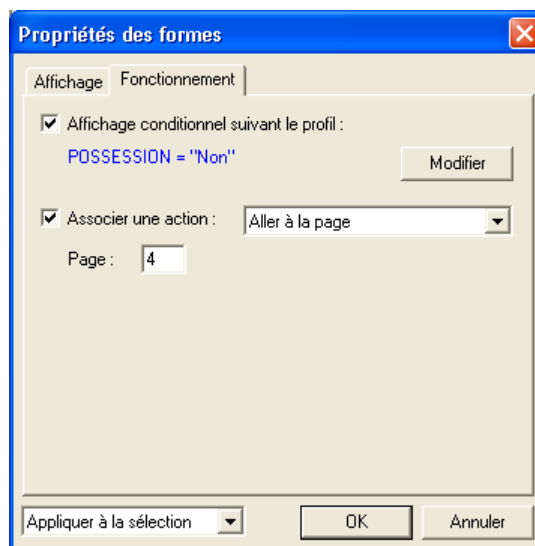 Propriétés des formes
Affichage Fonctionnement
Affichage conditionnel suivant le profil :
POSSESSION = "Non"
Modifier
Associer une action : Aller à la page
Page : 4
Appliquer à la sélection OK Annuler